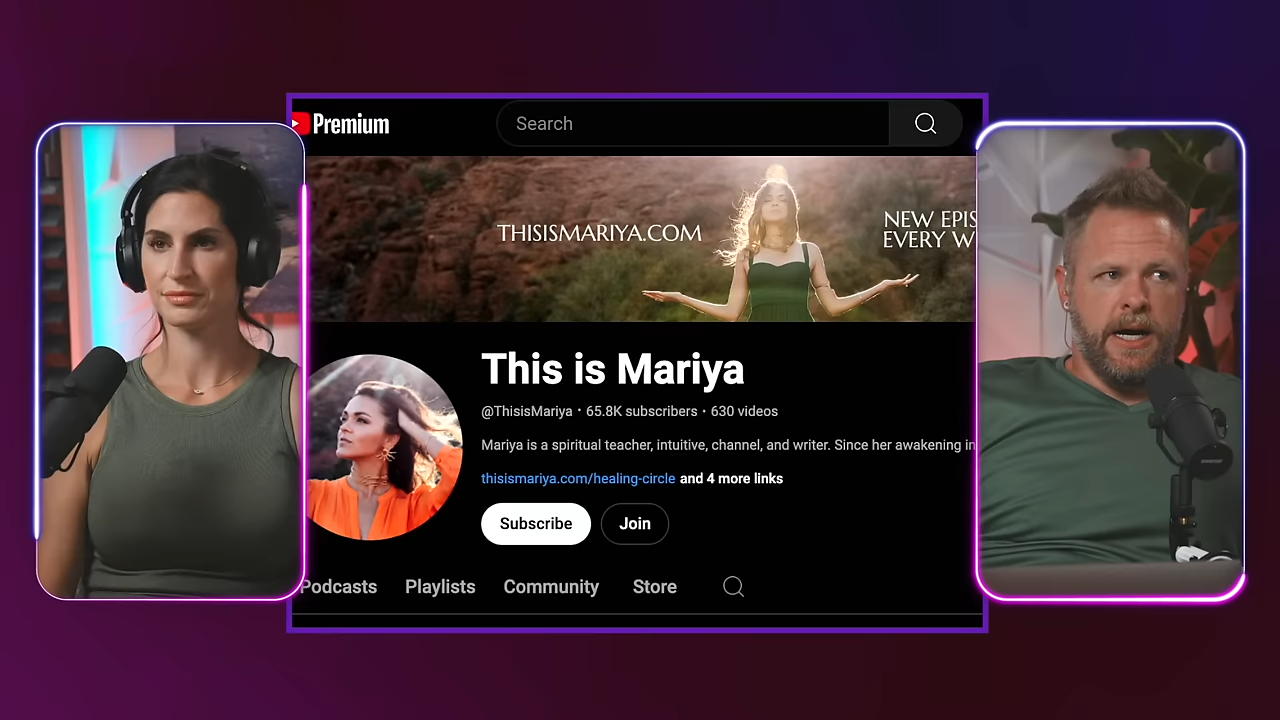 Premium
Search
THISISMARIYA.COM
NEW EPIS
EVERY W
This is Mariya
@ThisisMariya • 65.8K subscribers • 630 videos
Mariya is a spiritual teacher, intuitive, channel, and writer. Since her awakening in
thisismariya.com/healing-circle and 4 more links
Subscribe
Join
Podcasts
Playlists
Community
Store